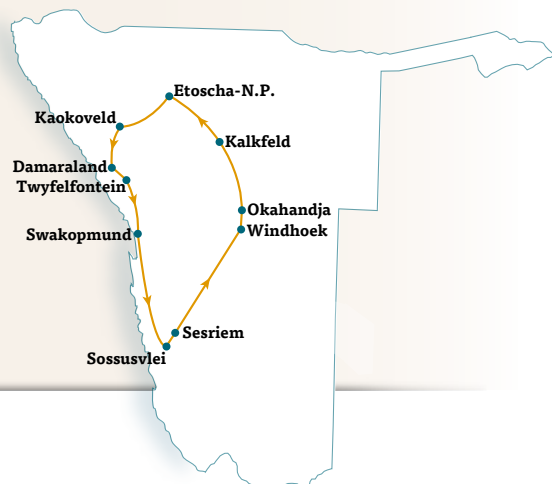 Etoscha-N.P.
Kaokoveld
Kalkfeld
Damaraland
Twyfelfontein
Okahandja
Windhoek
Swakopmund
Sesriem
Sossusvlei